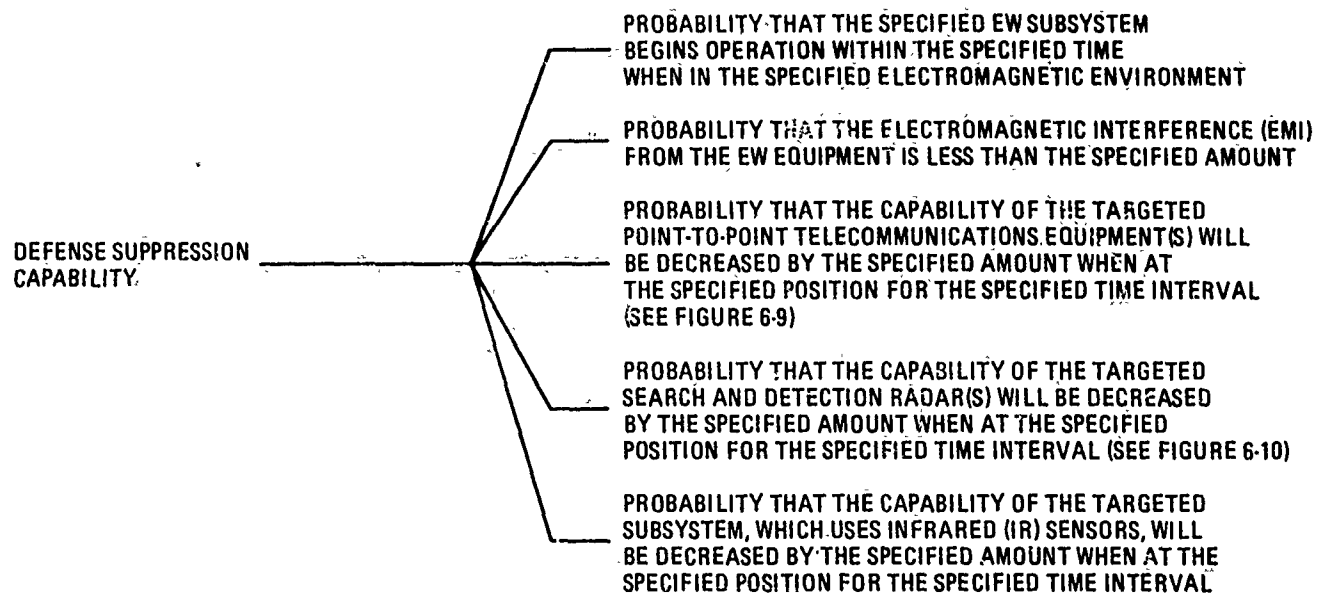 PROBABILITY THAT THE SPECIFIED EW SUBSYSTEM
BEGINS OPERATION WITHIN THE SPECIFIED TIME
WHEN IN THE SPECIFIED ELECTROMAGNETIC ENVIRONMENT
PROBABILITY THAT THE ELECTROMAGNETIC INTERFERENCE (EMI)
FROM THE EW EQUIPMENT IS LESS THAN THE SPECIFIED AMOUNT
DEFENSE SUPPRESSION
CAPABILITY
PROBABILITY THAT THE CAPABILITY OF THE TARGETED
POINT-TO-POINT TELECOMMUNICATIONS EQUIPMENT(S) WILL
BE DECREASED BY THE SPECIFIED AMOUNT WHEN AT
THE SPECIFIED POSITION FOR THE SPECIFIED TIME INTERVAL
(SEE FIGURE 6-9)
PROBABILITY THAT THE CAPABILITY OF THE TARGETED
SEARCH AND DETECTION RADAR(S) WILL BE DECREASED
BY THE SPECIFIED AMOUNT WHEN AT THE SPECIFIED
POSITION FOR THE SPECIFIED TIME INTERVAL (SEE FIGURE 6-10)
PROBABILITY THAT THE CAPABILITY OF THE TARGETED
SUBSYSTEM, WHICH USES INFRARED (IR) SENSORS, WILL
BE DECREASED BY THE SPECIFIED AMOUNT WHEN AT THE
SPECIFIED POSITION FOR THE SPECIFIED TIME INTERVAL